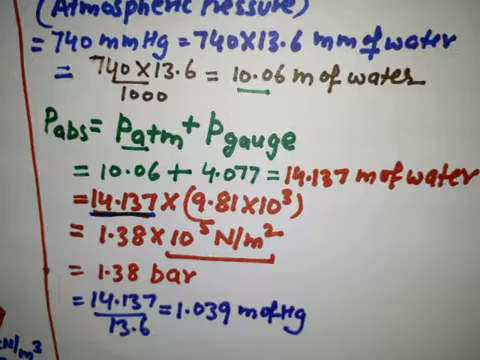 (Atmospheric Pressure)
= 740 mmHg = 740 X 13.6 mm of water
= 740 X 13.6 / 1000 = 10.06 m of water
Pabs = Patm + Pgauge
= 10.06 + 4.077 = 14.137 m of water
= 14.137 X (9.81 X 10³)
= 1.38 X 10⁵ N/m²
= 1.38 bar
= 14.137 / 13.6 = 1.039 m of Hg
N/m³